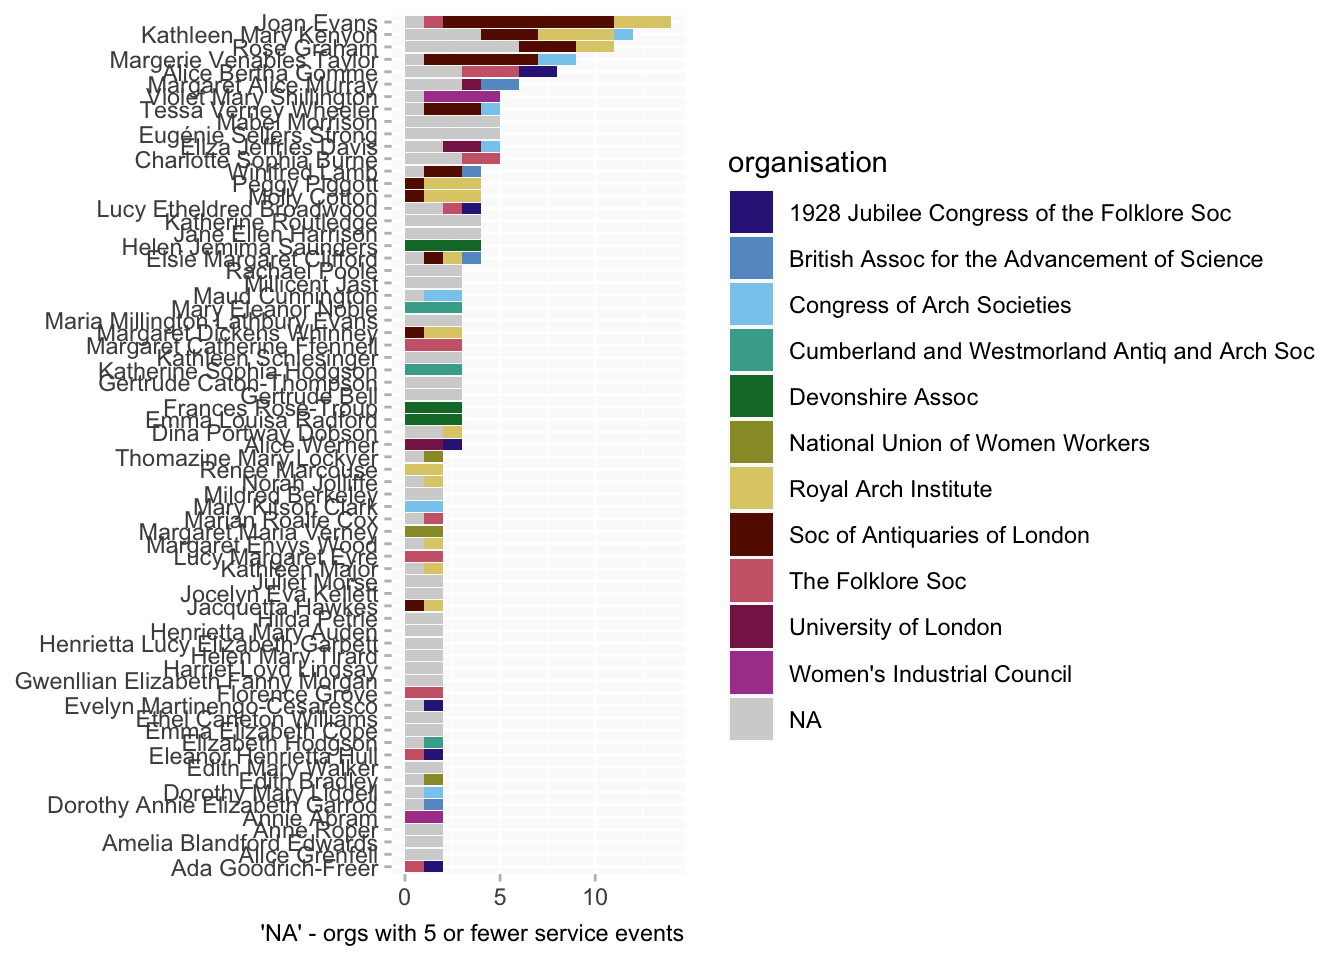 Joan Evans
Kathleen Mary Kenyon
Rose Graham
Margerie Venables Taylor
Alice Bertha Gomme
Margaret Alice Murray
Violet Mary Shillington
Tessa Verney Wheeler
Mabel Morrison
Eugénie Sellers Strong
Eliza Jeffries Davis
Charlotte Sophia Burne
Winifred Lamb
Peggy Piggott
Molly Cotton
Lucy Etheldred Broadwood
Katherine Routledge
Jane Ellen Harrison
Helen Jemima Saunders
Elsie Margaret Clifford
Rachael Poole
Millicent Jast
Maud Cunnington
Mary Eleanor Noble
Maria Millington Lathbury Evans
Margaret Dickens Whinney
Margaret Catherine Ffennell
Kathleen Schlesinger
Katherine Sophia Hodgson
Gertrude Caton-Thompson
Gertrude Bell
Frances Rose-Troup
Emma Louisa Radford
Dina Portway Dobson
Alice Werner
Thomazine Mary Lockyer
Renée Marcousé
Norah Jolliffe
Mildred Berkeley
Mary Kitson Clark
Marian Roalfe Cox
Margaret Maria Verney
Margaret Envys Wood
Lucy Margaret Eyre
Kathleen Major
Juliet Morse
Jocelyn Eva Kellett
Jacquetta Hawkes
Hilda Petrie
Henrietta Mary Auden
Henrietta Lucy Elizabeth Garbett
Helen Mary Tirard
Harriet Loyd Lindsay
Gwenllian Elizabeth Fanny Morgan
Florence Grove
Evelyn Martinengo-Cesaresco
Ethel Carleton Williams
Emma Elizabeth Cope
Elizabeth Hodgson
Eleanor Henrietta Hull
Edith Mary Walker
Edith Bradley
Dorothy Mary Liddell
Dorothy Annie Elizabeth Garrod
Annie Abram
Anne Roper
Amelia Blandford Edwards
Alice Grenfell
Ada Goodrich-Freer
0 5 10
'NA' - orgs with 5 or fewer service events
organisation
1928 Jubilee Congress of the Folklore Soc
British Assoc for the Advancement of Science
Congress of Arch Societies
Cumberland and Westmorland Antiq and Arch Soc
Devonshire Assoc
National Union of Women Workers
Royal Arch Institute
Soc of Antiquaries of London
The Folklore Soc
University of London
Women's Industrial Council
NA